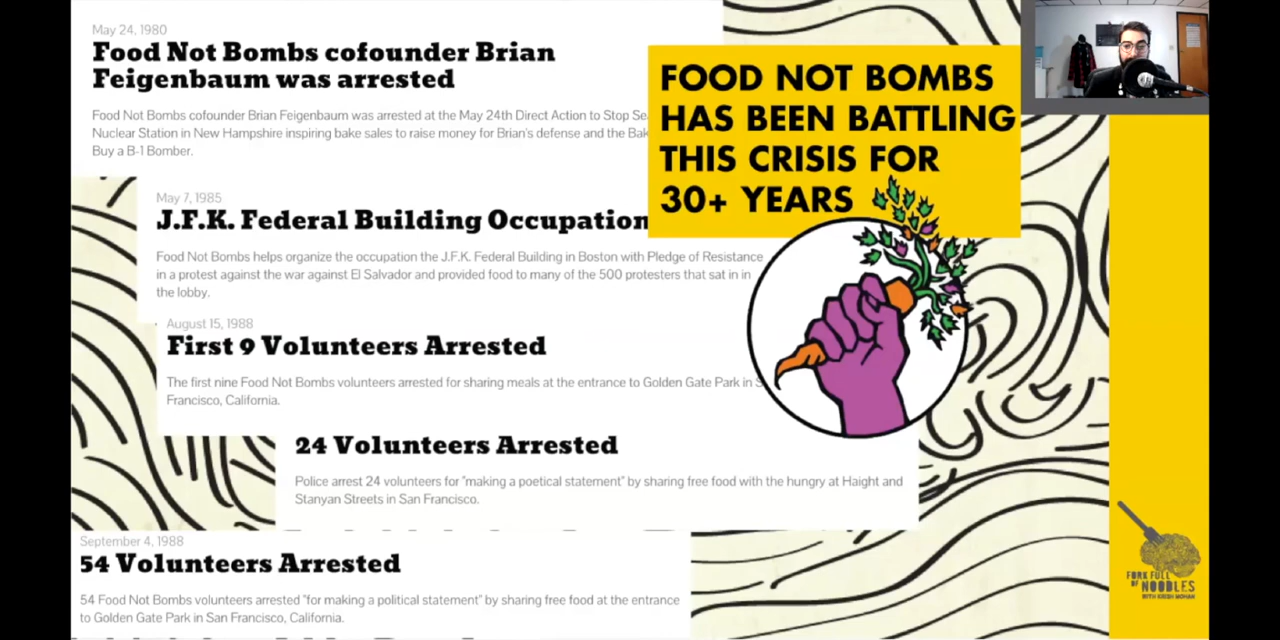 May 24, 1980
Food Not Bombs cofounder Brian
Feigenbaum was arrested
Food Not Bombs cofounder Brian Feigenbaum was arrested at the May 24th Direct Action to Stop
Nuclear Station in New Hampshire inspiring bake sales to raise money for Brian's defense and the
Buy a B-1 Bomber.
FOOD NOT BOMBS
HAS BEEN BATTLING
THIS CRISIS FOR
30+ YEARS
May 7, 1985
J.F.K. Federal Building Occupation
Food Not Bombs helps organize the occupation the J.F.K. Federal Building in Boston with Pledge of Resistance
in a protest against the war against El Salvador and provided food to many of the 500 protesters that sat in in
the lobby.
August 15, 1988
First 9 Volunteers Arrested
The first nine Food Not Bombs volunteers arrested for sharing meals at the entrance to Golden Gate Park in
Francisco, California.
24 Volunteers Arrested
Police arrest 24 volunteers for "making a poetical statement" by sharing free food with the hungry at Haight and
Stanyan Streets in San Francisco.
September 4, 1988
54 Volunteers Arrested
54 Food Not Bombs volunteers arrested "for making a political statement" by sharing free food at the entrance
to Golden Gate Park in San Francisco, California.
FORK FULL
OF NOODLES
WITH KRISH MOHAN